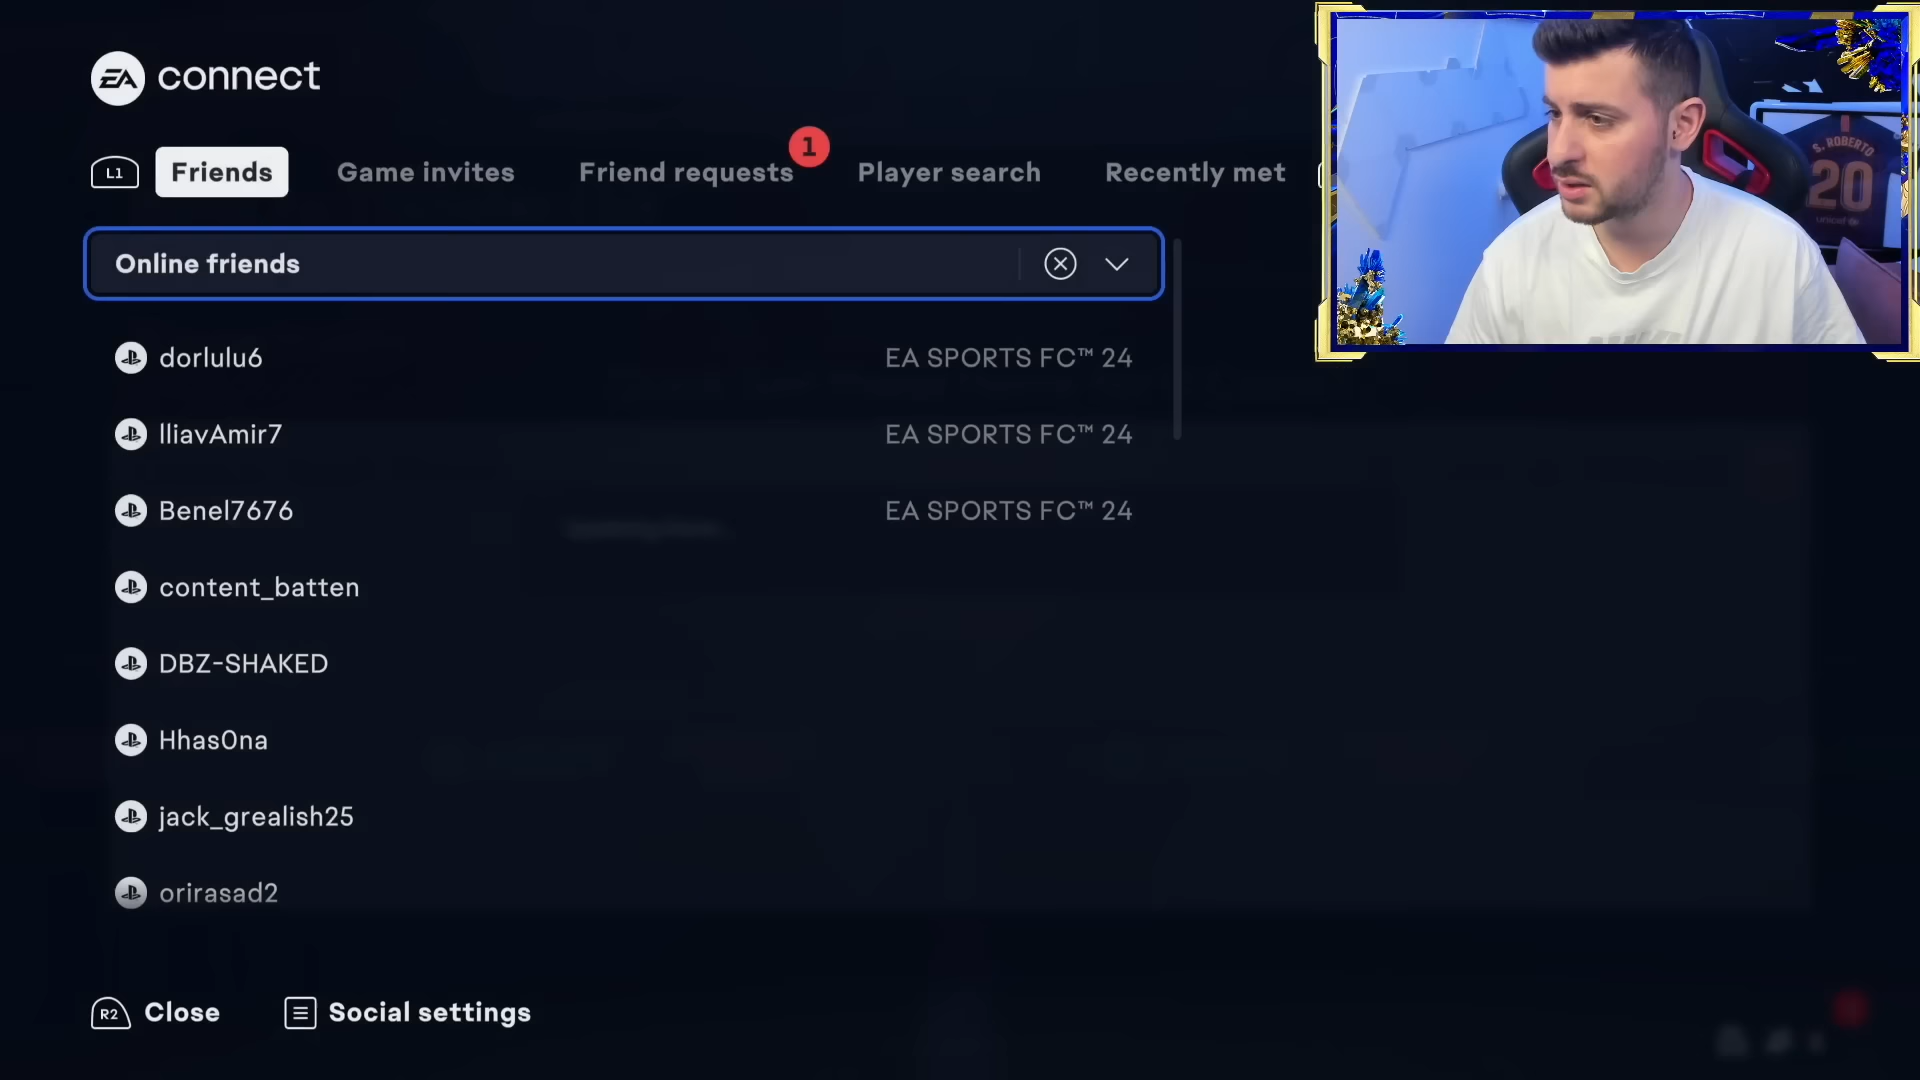 EA connect
L1 Friends Game invites Friend requests 1 Player search Recently met
Online friends
dorlulu6 EA SPORTS FC™ 24
lliavAmir7 EA SPORTS FC™ 24
Benel7676 EA SPORTS FC™ 24
content_batten
DBZ-SHAKED
Hhas0na
jack_grealish25
orirasad2
R2 Close Social settings
S. ROBERTO
20
unicef